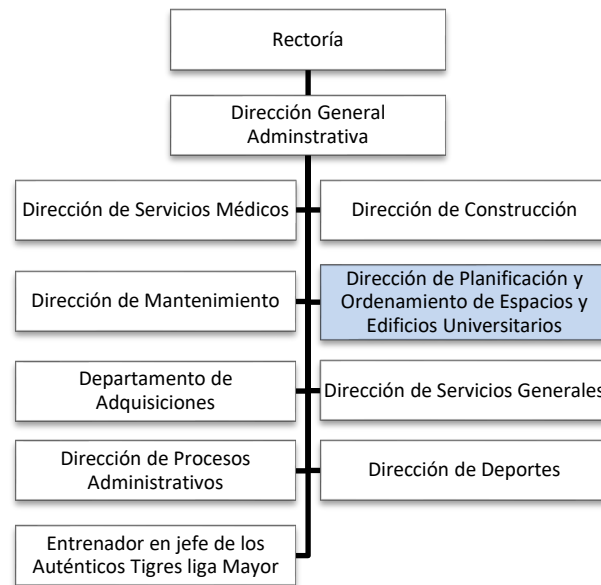 Rectoría
Dirección General
Adminstrativa
Dirección de Servicios Médicos
Dirección de Construcción
Dirección de Mantenimiento
Dirección de Planificación y
Ordenamiento de Espacios y
Edificios Universitarios
Departamento de
Adquisiciones
Dirección de Servicios Generales
Dirección de Procesos
Administrativos
Dirección de Deportes
Entrenador en jefe de los
Auténticos Tigres liga Mayor